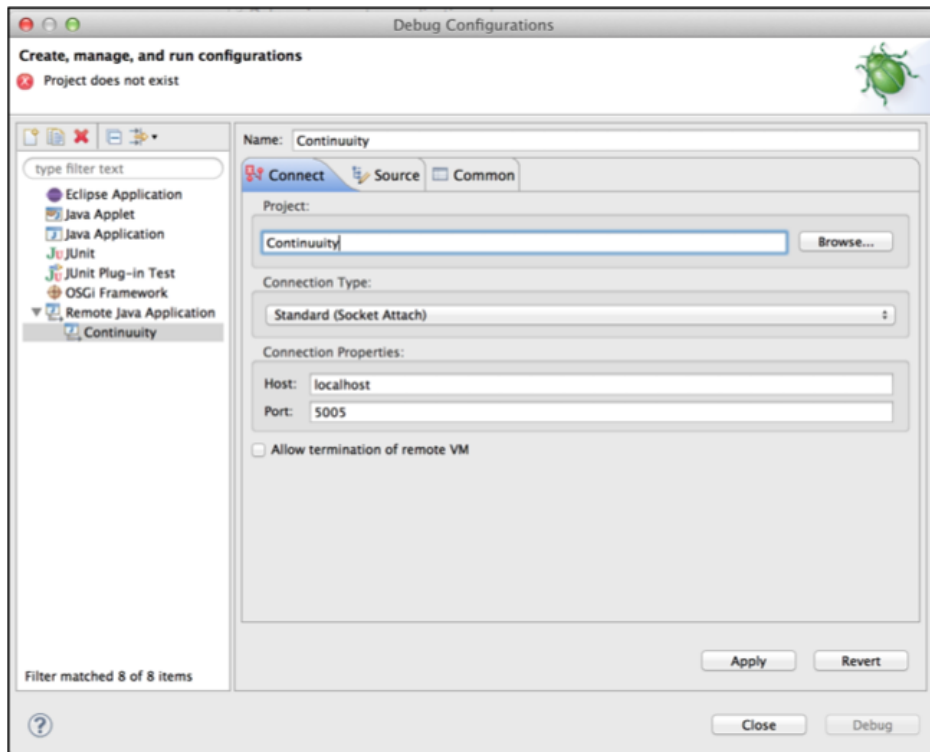 Debug Configurations
Create, manage, and run configurations
Project does not exist
type filter text
Eclipse Application
Java Applet
Java Application
JUnit
JUnit Plug-in Test
OSGi Framework
Remote Java Application
Continuuity
Filter matched 8 of 8 items
Name: Continuuity
Connect Source Common
Project:
Continuuity Browse...
Connection Type:
Standard (Socket Attach)
Connection Properties:
Host: localhost
Port: 5005
Allow termination of remote VM
Apply Revert
Close Debug